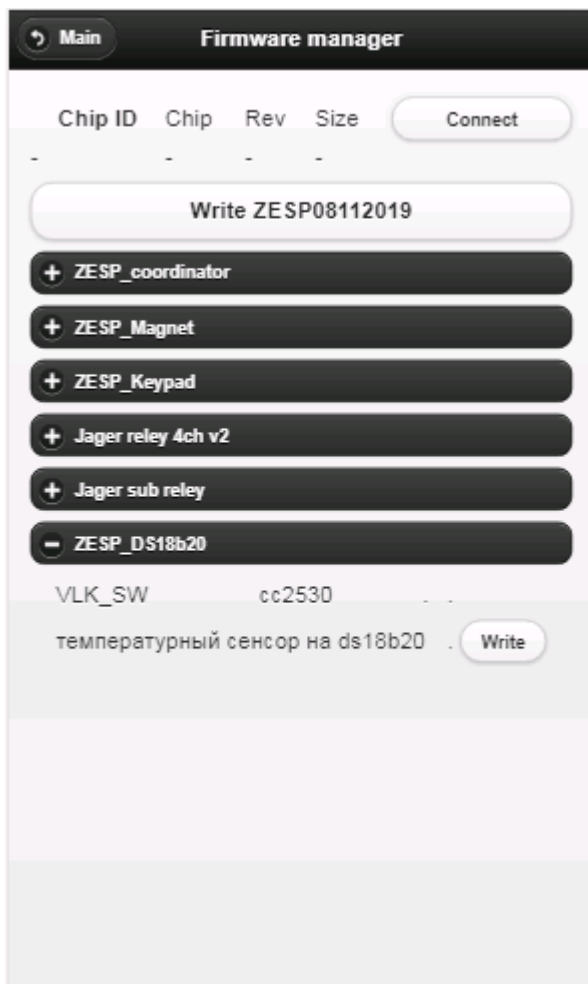 Main Firmware manager
Chip ID Chip Rev Size Connect
- - - -
Write ZESP08112019
ZESP_coordinator
ZESP_Magnet
ZESP_Keypad
Jager reley 4ch v2
Jager sub reley
ZESP_DS18b20
VLK_SW cc2530 . .
температурный сенсор на ds18b20 . Write